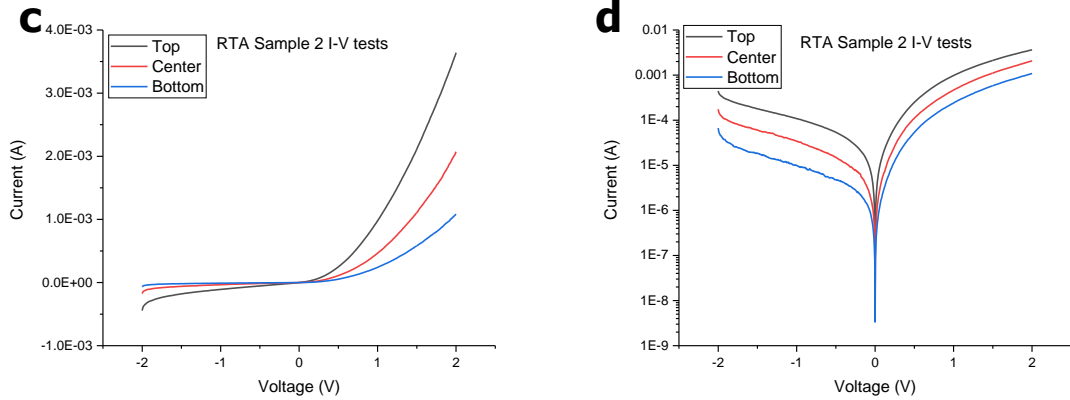 c
RTA Sample 2 I-V tests
Top
Center
Bottom
4.0E-03
3.0E-03
2.0E-03
1.0E-03
0.0E+00
-1.0E-03
Current (A)
-2
-1
0
1
2
Voltage (V)
d
RTA Sample 2 I-V tests
Top
Center
Bottom
0.01
0.001
1E-4
1E-5
1E-6
1E-7
1E-8
1E-9
Current (A)
-2
-1
0
1
2
Voltage (V)